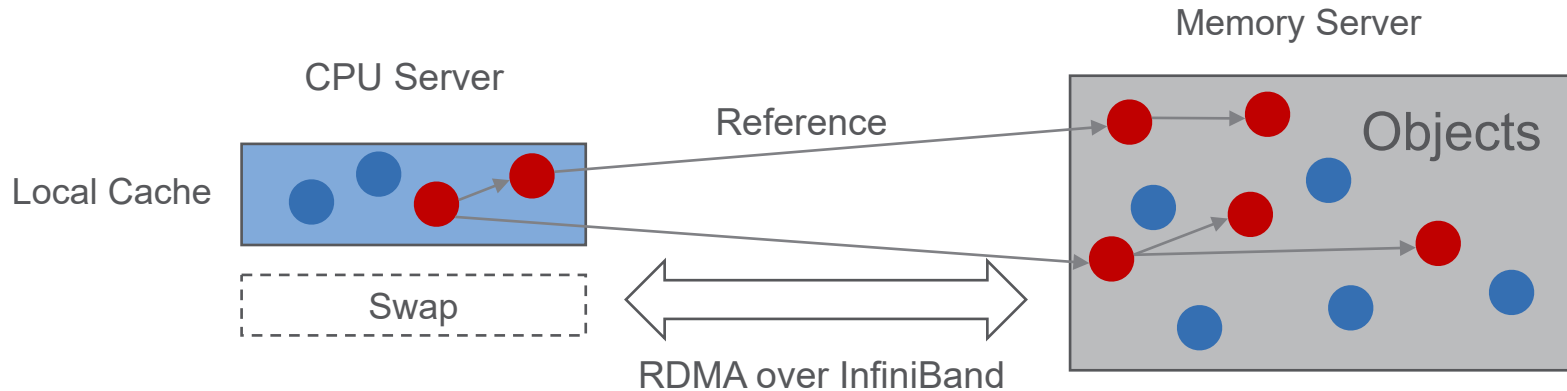 Memory Server
CPU Server
Reference
Objects
Local Cache
Swap
RDMA over InfiniBand